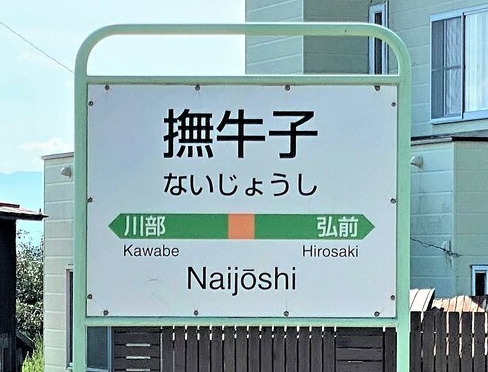 撫牛子
ないじょうし
川部 弘前
Kawabe Hirosaki
Naijōshi